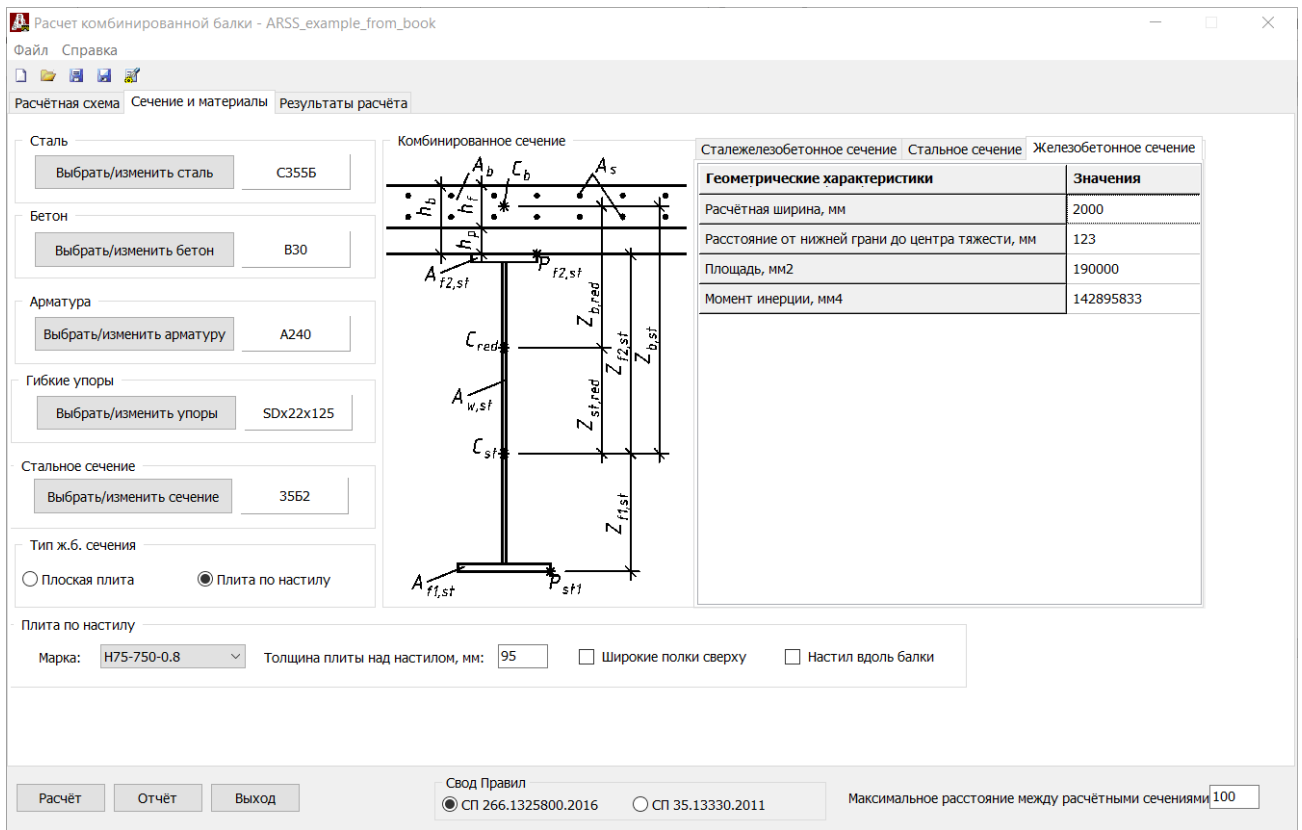 Расчет комбинированной балки - ARSS_example_from_book
Файл Справка
Расчётная схема Сечение и материалы Результаты расчёта
Сталь
Выбрать/изменить сталь С355Б
Бетон
Выбрать/изменить бетон B30
Арматура
Выбрать/изменить арматуру A240
Гибкие упоры
Выбрать/изменить упоры SDx22x125
Стальное сечение
Выбрать/изменить сечение 35Б2
Тип ж.б. сечения
Плоская плита Плита по настилу
Комбинированное сечение
A b C b A s
h b h f
h p
A f2,st P f2,st
Z b,red
C red Z f2,st Z b,st
A w,st Z st,red
C st
Z f1,st
A f1,st P st1
Сталежелезобетонное сечение Стальное сечение Железобетонное сечение
Геометрические характеристики Значения
Расчётная ширина, мм 2000
Расстояние от нижней грани до центра тяжести, мм 123
Площадь, мм2 190000
Момент инерции, мм4 142895833
Плита по настилу
Марка: H75-750-0.8 Толщина плиты над настилом, мм: 95 Широкие полки сверху Настил вдоль балки
Расчёт Отчёт Выход
Свод Правил
СП 266.1325800.2016 СП 35.13330.2011
Максимальное расстояние между расчётными сечениями 100